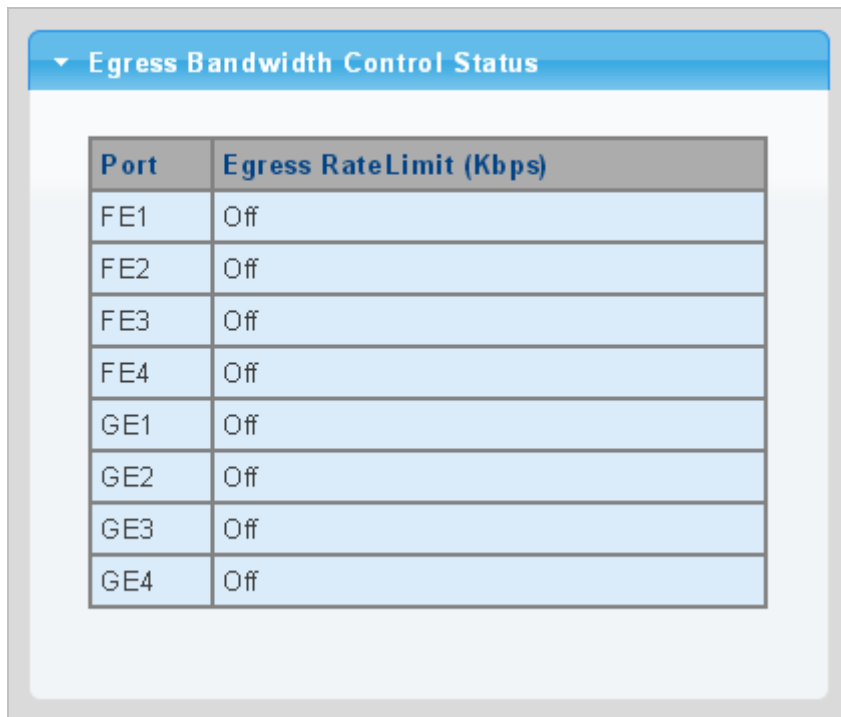 Egress Bandwidth Control Status
Port Egress RateLimit (Kbps)
FE1 Off
FE2 Off
FE3 Off
FE4 Off
GE1 Off
GE2 Off
GE3 Off
GE4 Off